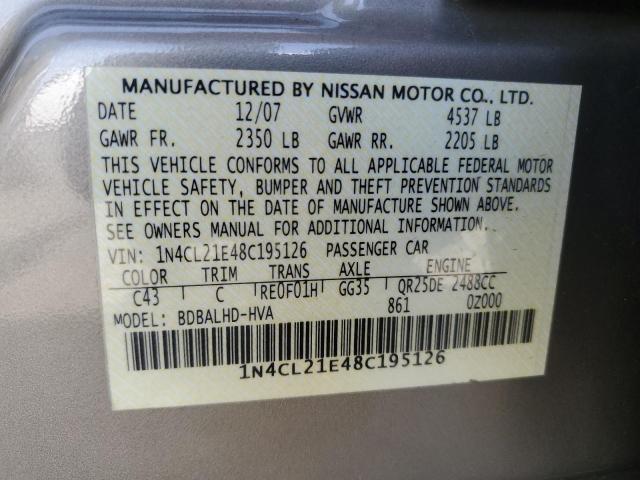 MANUFACTURED BY NISSAN MOTOR CO., LTD.
DATE 12/07 GVWR 4537 LB
GAWR FR. 2350 LB GAWR RR. 2205 LB
THIS VEHICLE CONFORMS TO ALL APPLICABLE FEDERAL MOTOR
VEHICLE SAFETY, BUMPER AND THEFT PREVENTION STANDARDS
IN EFFECT ON THE DATE OF MANUFACTURE SHOWN ABOVE.
SEE OWNERS MANUAL FOR ADDITIONAL INFORMATION.
VIN: 1N4CL21E48C195126 PASSENGER CAR
COLOR TRIM TRANS AXLE ENGINE
C43 C RE0F01H GG35 QR25DE 2488CC
MODEL: BDBALHD-HVA 861 0Z000
1N4CL21E48C195126